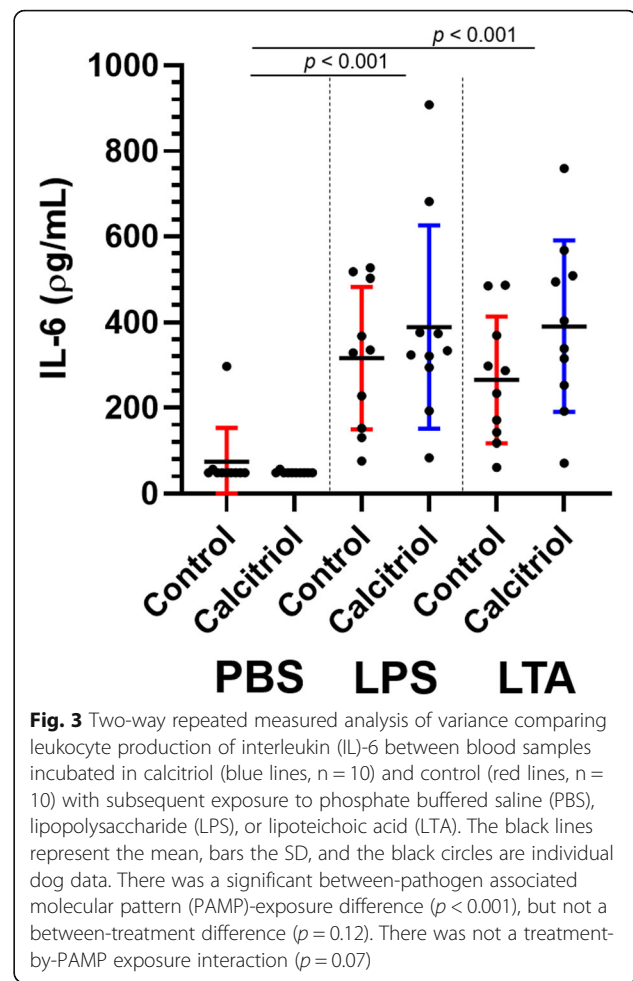 p < 0.001
p < 0.001
1000
800
600
400
200
0
IL-6 (ρg/mL)
Control
Calcitriol
Control
Calcitriol
Control
Calcitriol
PBS LPS LTA
Fig. 3 Two-way repeated measured analysis of variance comparing
leukocyte production of interleukin (IL)-6 between blood samples
incubated in calcitriol (blue lines, n = 10) and control (red lines, n =
10) with subsequent exposure to phosphate buffered saline (PBS),
lipopolysaccharide (LPS), or lipoteichoic acid (LTA). The black lines
represent the mean, bars the SD, and the black circles are individual
dog data. There was a significant between-pathogen associated
molecular pattern (PAMP)-exposure difference (p < 0.001), but not a
between-treatment difference (p = 0.12). There was not a treatment-
by-PAMP exposure interaction (p = 0.07)